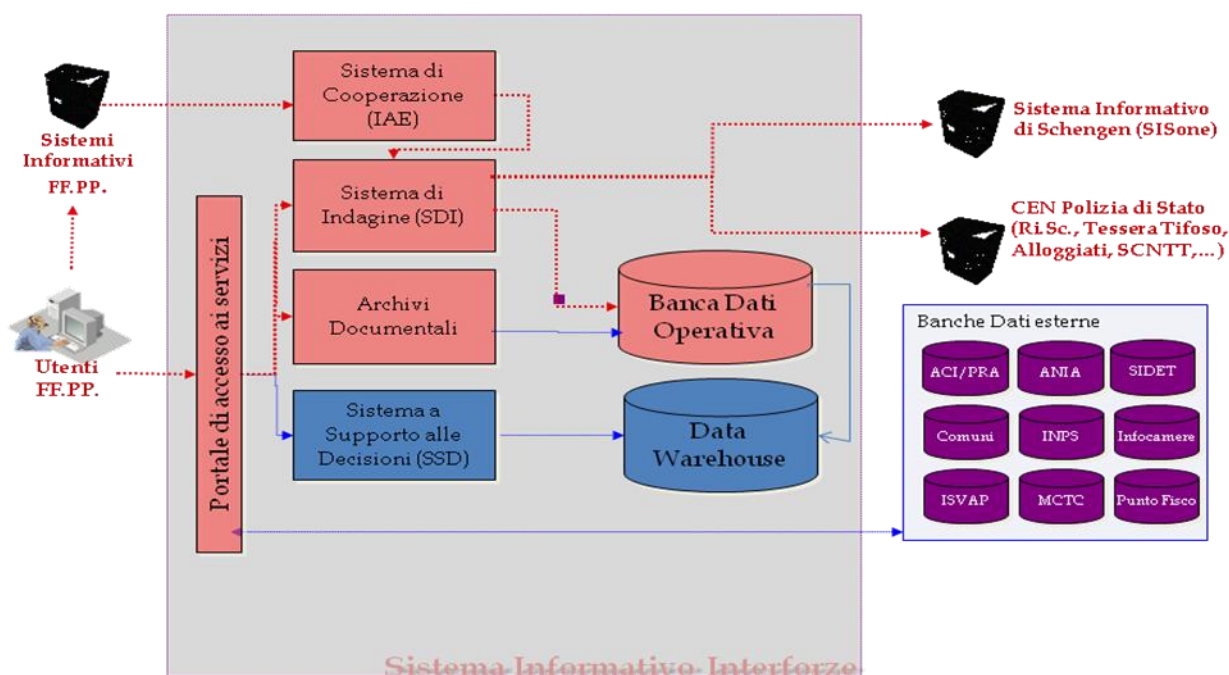 Sistemi
Informativi
FF.PP.
Utenti
FF.PP.
Portale di accesso ai servizi
Sistema di
Cooperazione
(IAE)
Sistema di
Indagine (SDI)
Archivi
Documentali
Sistema a
Supporto alle
Decisioni (SSD)
Banca Dati
Operativa
Data
Warehouse
Sistema Informativo
di Schengen (SISone)
CEN Polizia di Stato
(Ri.Sc., Tessera Tifoso,
Alloggiati, SCNTT,...)
Banche Dati esterne
ACI/PRA
ANIA
SIDET
Comuni
INPS
Infocamere
ISVAP
MCTC
Punto Fisco
Sistema Informativo Interforze